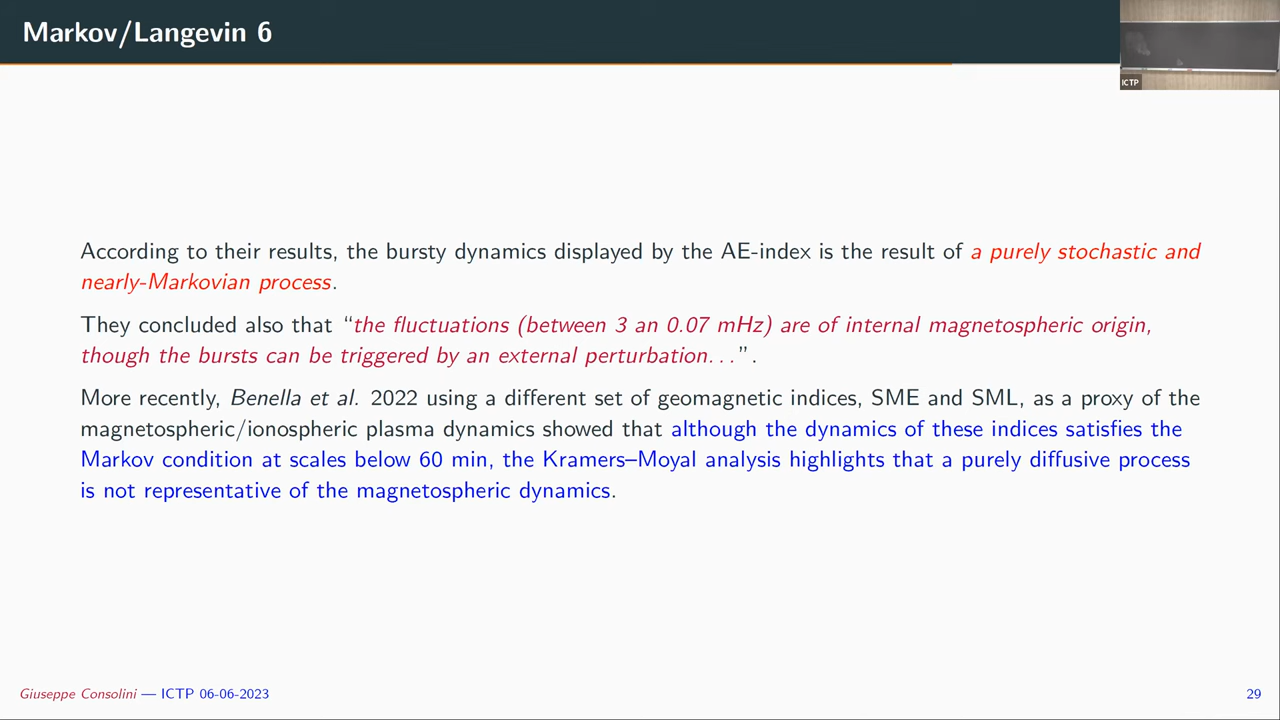 Markov/Langevin 6
ICTP
According to their results, the bursty dynamics displayed by the AE-index is the result of a purely stochastic and
nearly-Markovian process.
They concluded also that “the fluctuations (between 3 an 0.07 mHz) are of internal magnetospheric origin,
though the bursts can be triggered by an external perturbation...”.
More recently, Benella et al. 2022 using a different set of geomagnetic indices, SME and SML, as a proxy of the
magnetospheric/ionospheric plasma dynamics showed that although the dynamics of these indices satisfies the
Markov condition at scales below 60 min, the Kramers–Moyal analysis highlights that a purely diffusive process
is not representative of the magnetospheric dynamics.
Giuseppe Consolini — ICTP 06-06-2023
29